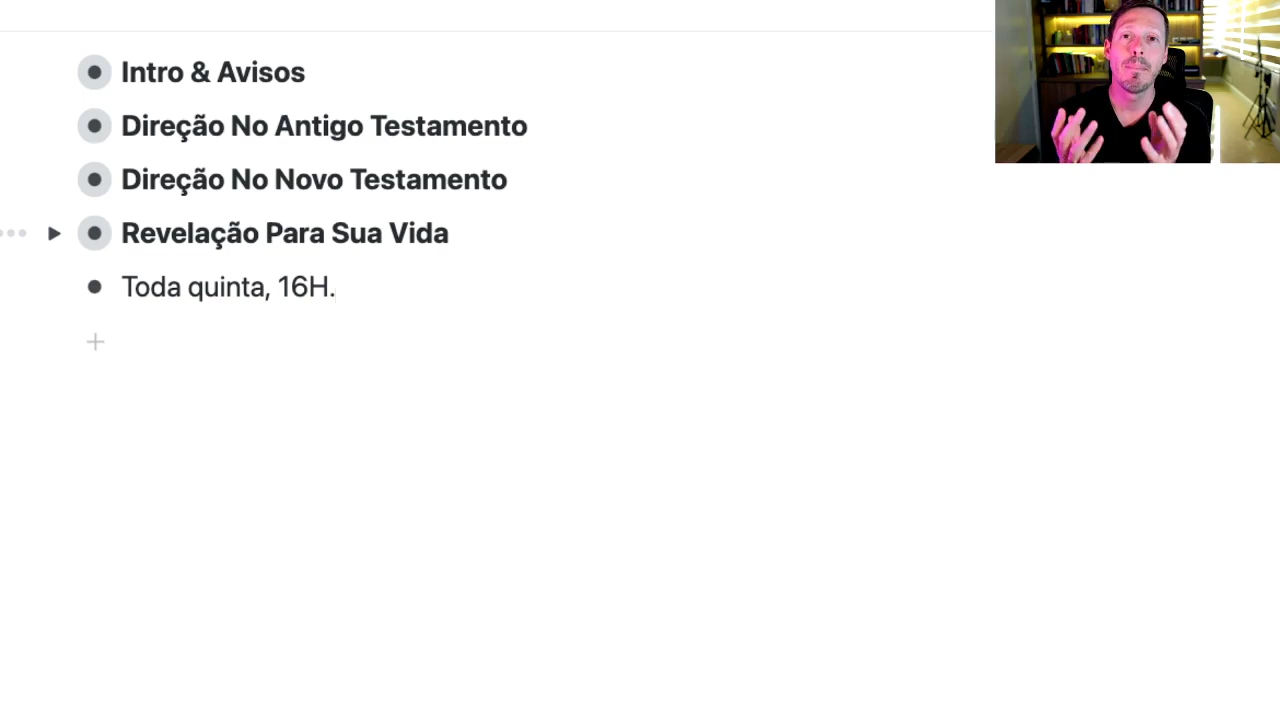 Intro & Avisos
Direção No Antigo Testamento
Direção No Novo Testamento
Revelação Para Sua Vida
Toda quinta, 16H.